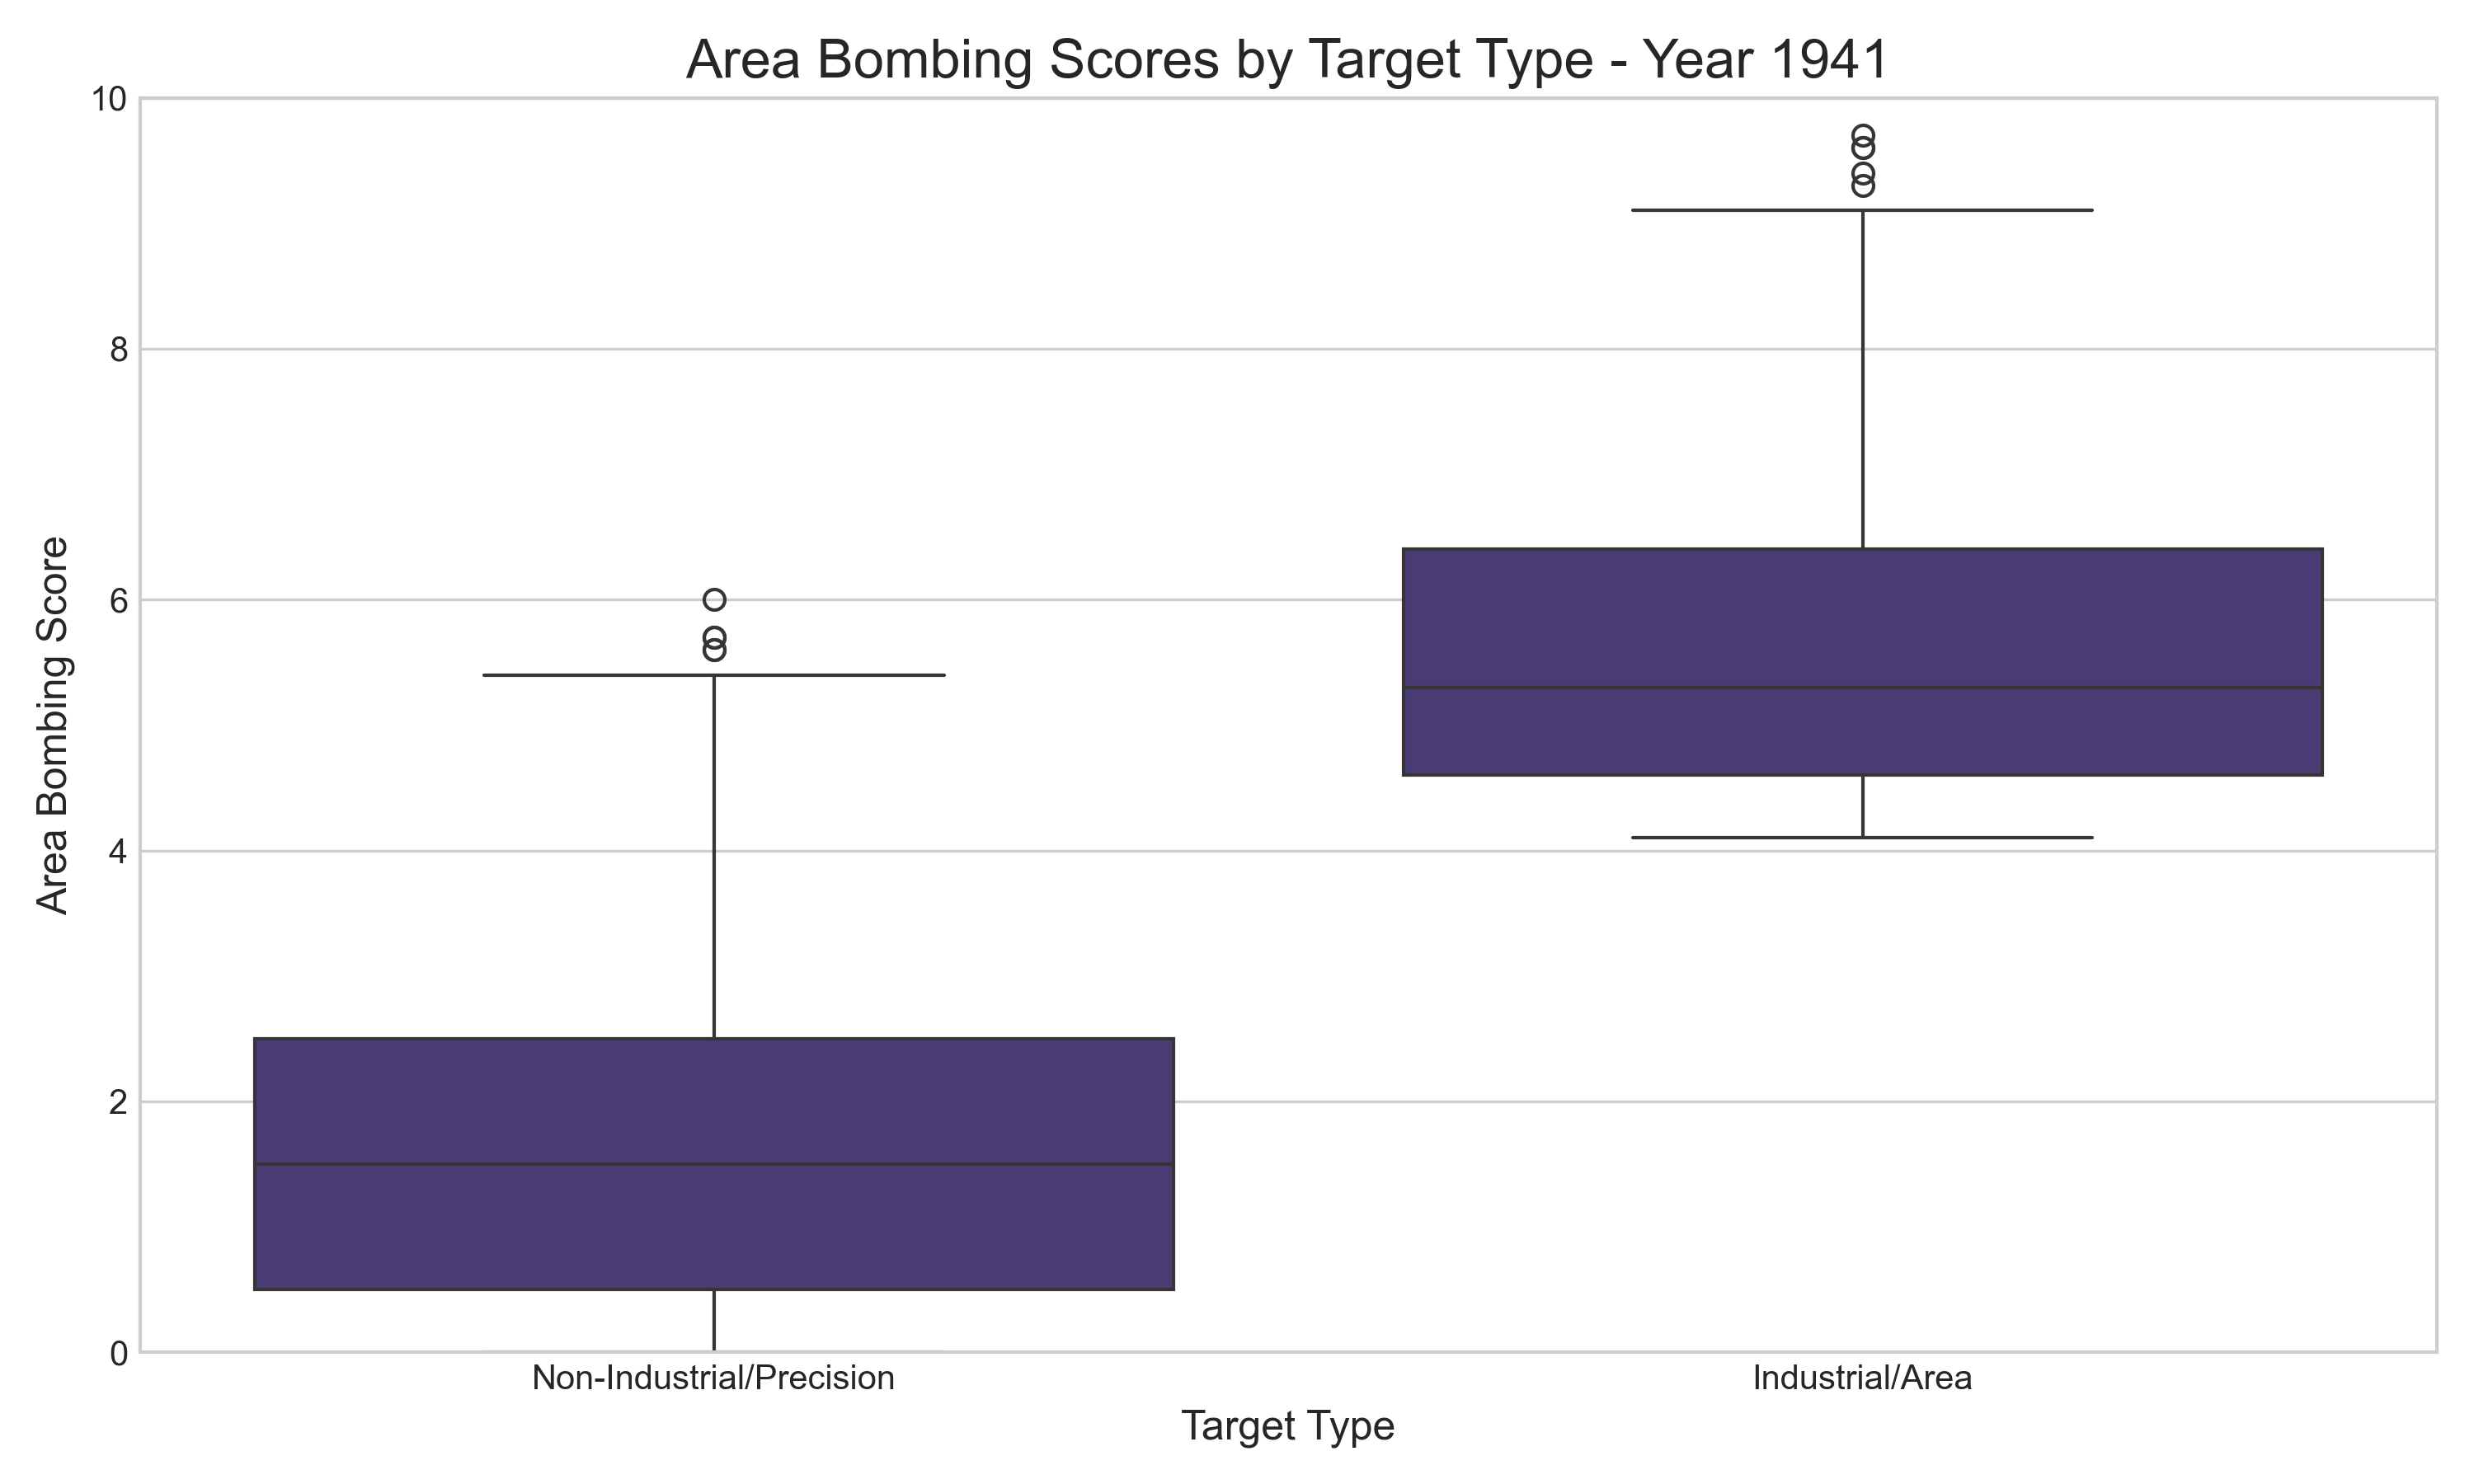 Area Bombing Scores by Target Type - Year 1941
10
8
6
4
2
0
Area Bombing Score
Non-Industrial/Precision
Industrial/Area
Target Type